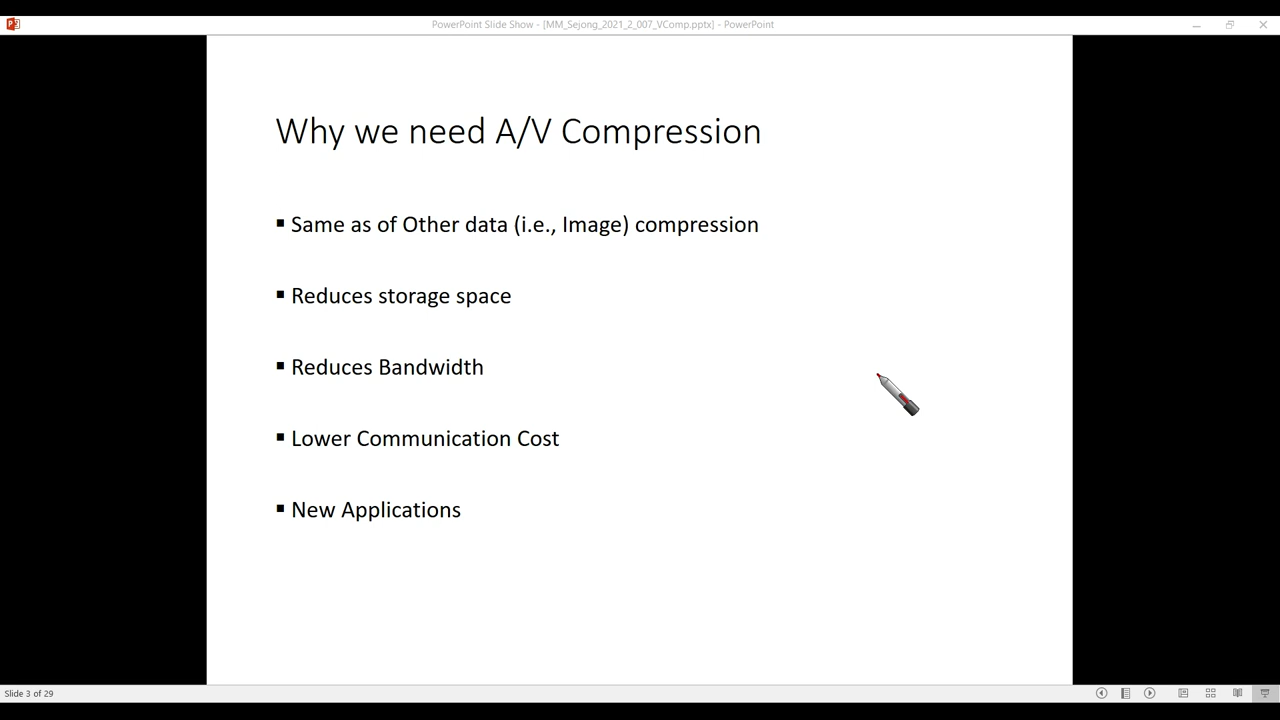 PowerPoint Slide Show - [MM_Sejong_2021_2_007_VComp.pptx] - PowerPoint
Why we need A/V Compression
▪ Same as of Other data (i.e., Image) compression
▪ Reduces storage space
▪ Reduces Bandwidth
▪ Lower Communication Cost
▪ New Applications
Slide 3 of 29